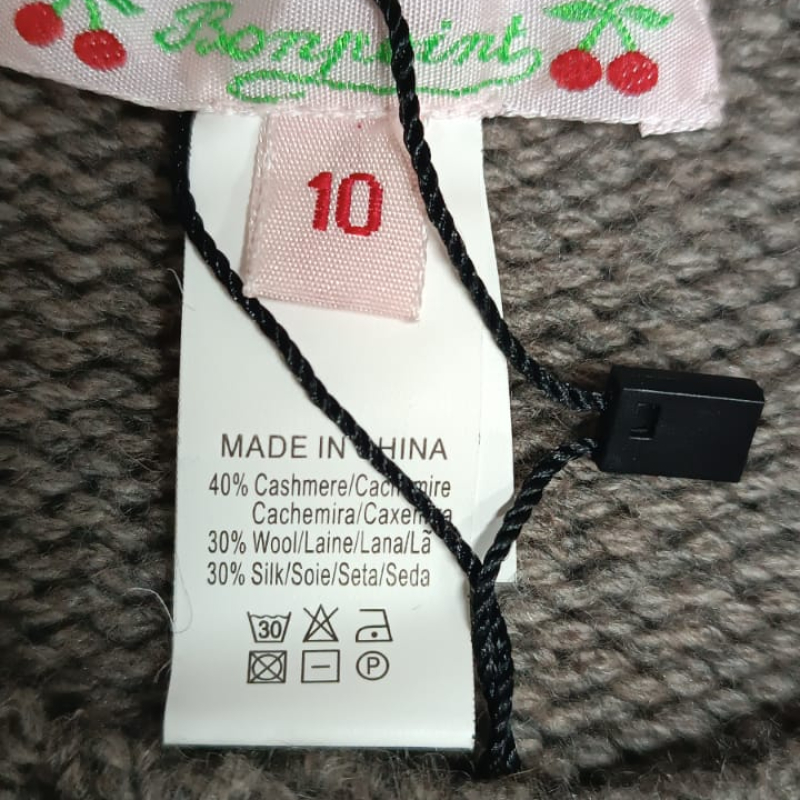 Bonpoint
10
MADE IN CHINA
40% Cashmere/Cachemire
Cachemira/Caxemira
30% Wool/Laine/Lana/Lã
30% Silk/Soie/Seta/Seda
30
P